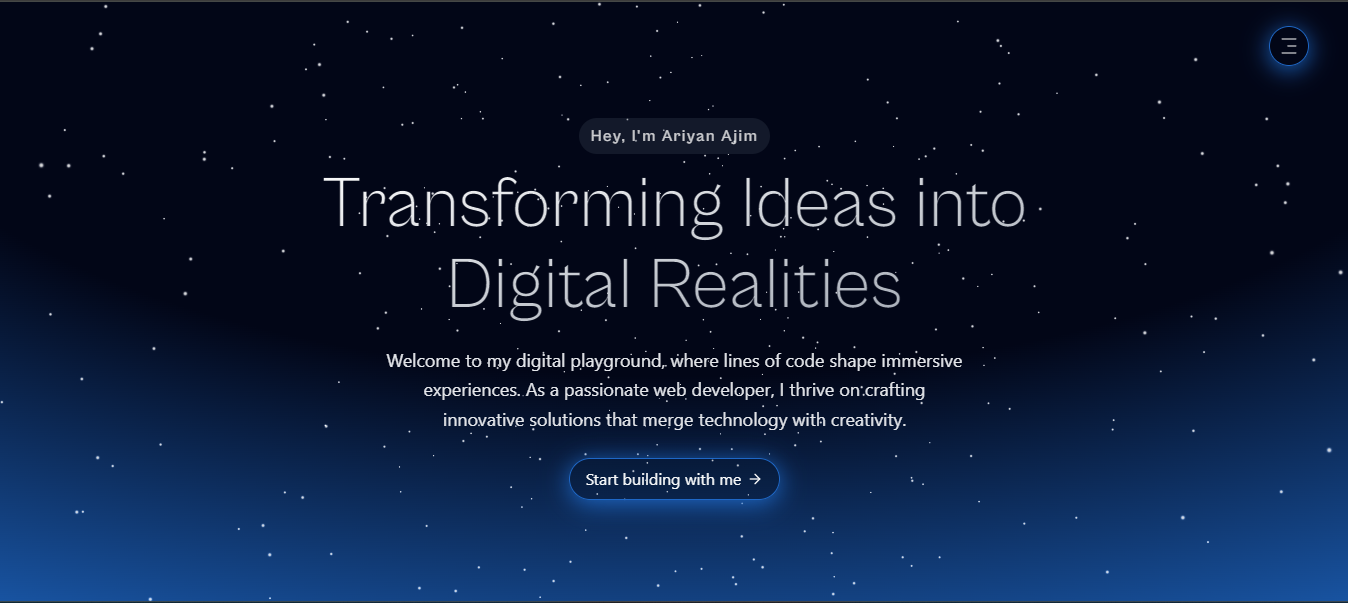 Hey, I'm Ariyan Ajim
Transforming Ideas into
Digital Realities
Welcome to my digital playground, where lines of code shape immersive
experiences. As a passionate web developer, I thrive on crafting
innovative solutions that merge technology with creativity.
Start building with me →